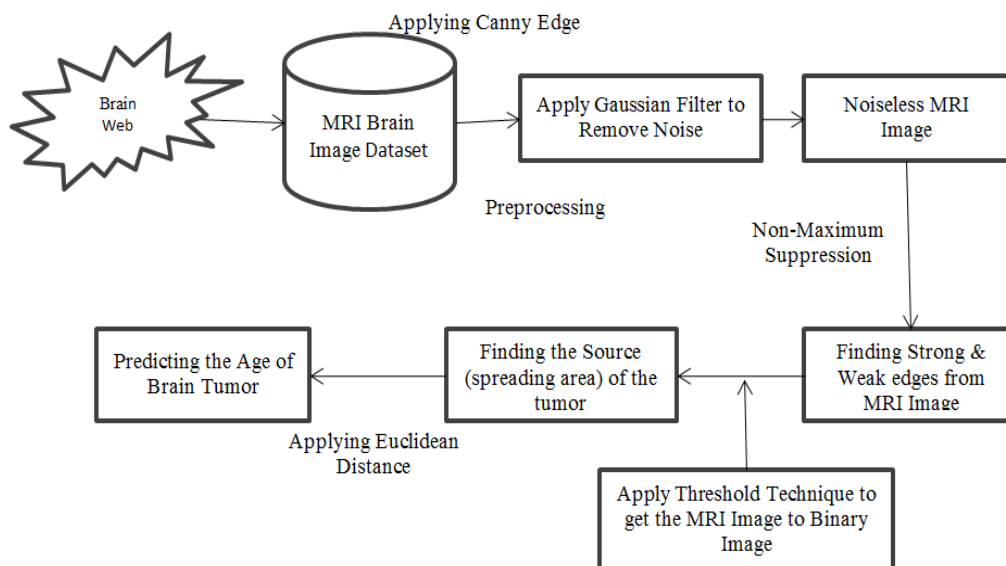 Applying Canny Edge
Brain
Web
MRI Brain
Image Dataset
Apply Gaussian Filter to
Remove Noise
Noiseless MRI
Image
Preprocessing
Non-Maximum
Suppression
Finding Strong &
Weak edges from
MRI Image
Finding the Source
(spreading area) of the
tumor
Predicting the Age of
Brain Tumor
Applying Euclidean
Distance
Apply Threshold Technique to
get the MRI Image to Binary
Image